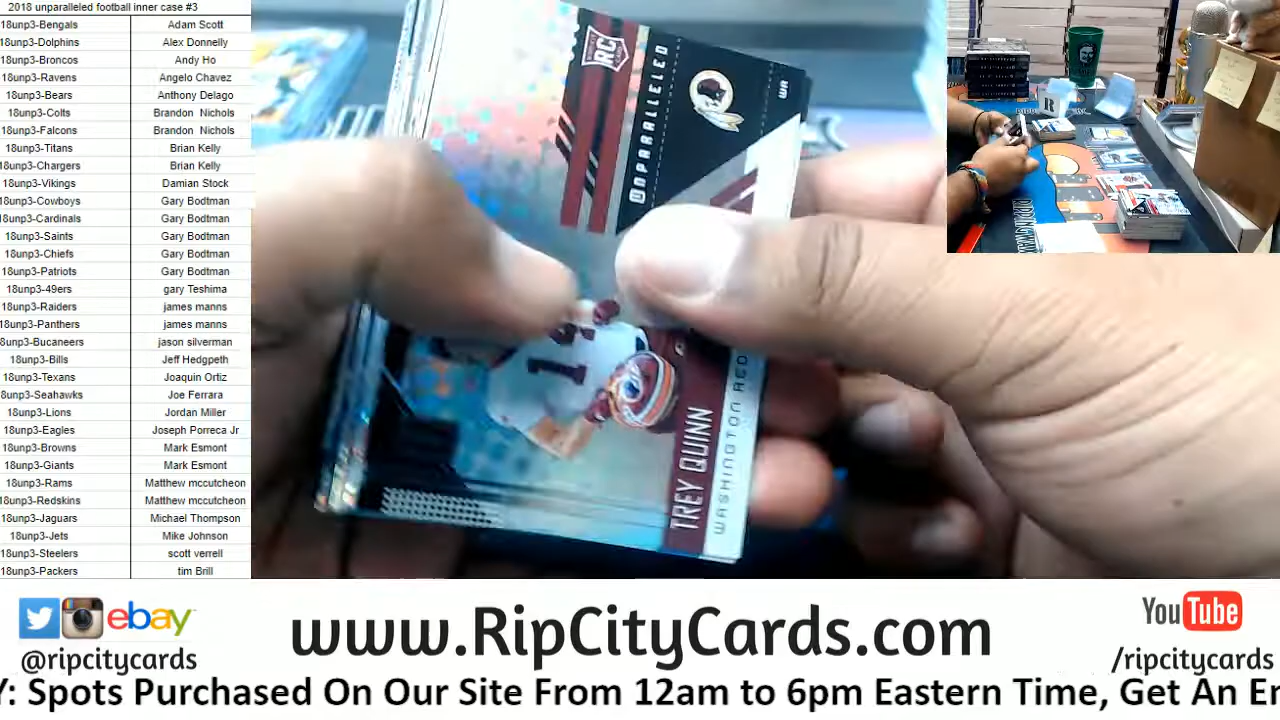 2018 unparalleled football inner case #3
18unp3-Bengals Adam Scott
18unp3-Dolphins Alex Donnelly
18unp3-Broncos Andy Ho
18unp3-Ravens Angelo Chavez
18unp3-Bears Anthony Delago
18unp3-Colts Brandon Nichols
18unp3-Falcons Brandon Nichols
18unp3-Titans Brian Kelly
18unp3-Chargers Brian Kelly
18unp3-Vikings Damian Stock
18unp3-Cowboys Gary Bodtman
18unp3-Cardinals Gary Bodtman
18unp3-Saints Gary Bodtman
18unp3-Chiefs Gary Bodtman
18unp3-Patriots Gary Bodtman
18unp3-49ers gary Teshima
18unp3-Raiders james manns
18unp3-Panthers james manns
18unp3-Bucaneers jason silverman
18unp3-Bills Jeff Hedgpeth
18unp3-Texans Joaquin Ortiz
18unp3-Seahawks Joe Ferrara
18unp3-Lions Jordan Miller
18unp3-Eagles Joseph Porreca Jr
18unp3-Browns Mark Esmont
18unp3-Giants Mark Esmont
18unp3-Rams Matthew mccutcheon
18unp3-Redskins Matthew mccutcheon
18unp3-Jaguars Michael Thompson
18unp3-Jets Mike Johnson
18unp3-Steelers scott verrell
18unp3-Packers tim Brill
RC
UNPARALLELED
WR
14
TREY QUINN
WASHINGTON RED
R
ebay
@ripcitycards
www.RipCityCards.com
YouTube
/ripcitycards
Y: Spots Purchased On Our Site From 12am to 6pm Eastern Time, Get An En